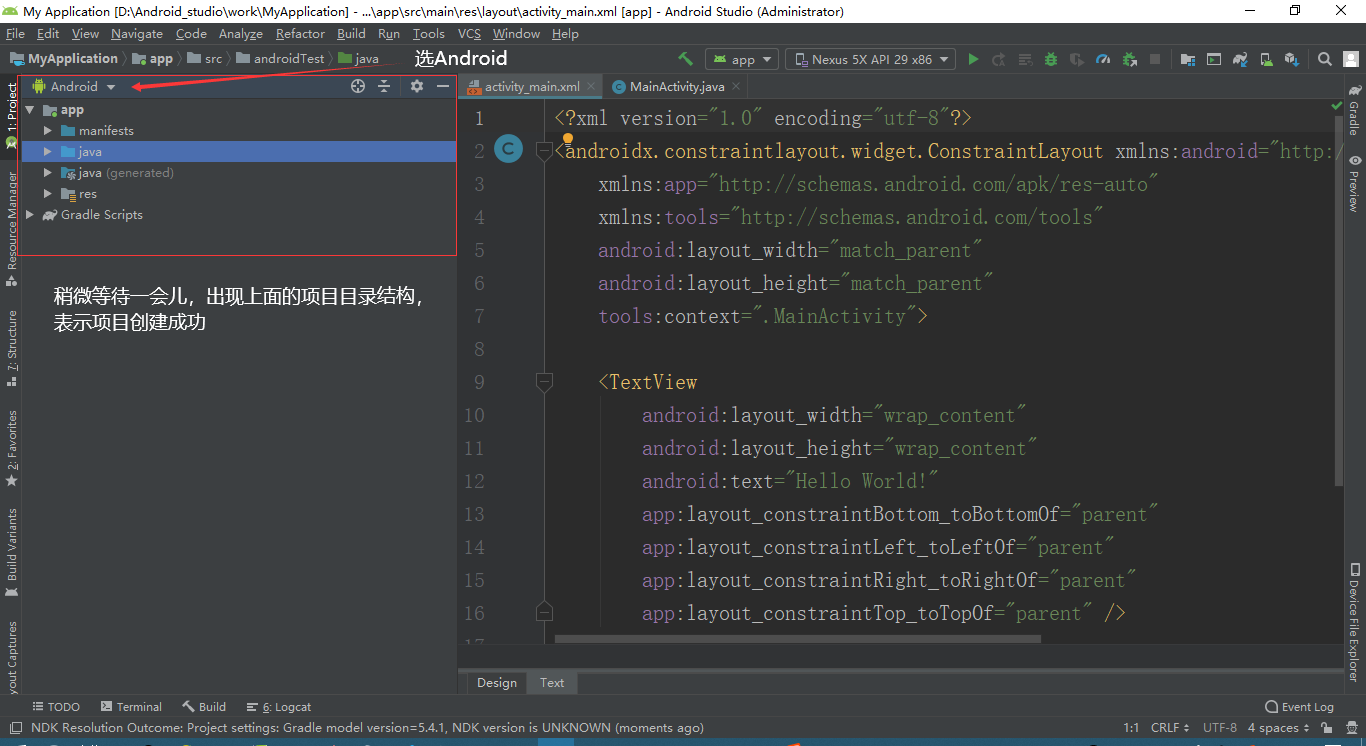 MyApplication [D:\Android_studio\work\MyApplication] - ...\app\src\main\res\layout\activity_main.xml [app] - Android Studio (Administrator)
File Edit View Navigate Code Analyze Refactor Build Run Tools VCS Window Help
MyApplication app src androidTest java 选Android app Nexus 5X API 29 x86
Android
activity_main.xml MainActivity.java
1: Project
Resource Manager
7: Structure
2: Favorites
Build Variants
yout Captures
app
manifests
java
java (generated)
res
Gradle Scripts
稍微等待一会儿，出现上面的项目目录结构，
表示项目创建成功
1 <?xml version="1.0" encoding="utf-8"?>
2 <androidx.constraintlayout.widget.ConstraintLayout xmlns:android="http:/
3 xmlns:app="http://schemas.android.com/apk/res-auto"
4 xmlns:tools="http://schemas.android.com/tools"
5 android:layout_width="match_parent"
6 android:layout_height="match_parent"
7 tools:context=".MainActivity">
8
9 <TextView
10 android:layout_width="wrap_content"
11 android:layout_height="wrap_content"
12 android:text="Hello World!"
13 app:layout_constraintBottom_toBottomOf="parent"
14 app:layout_constraintLeft_toLeftOf="parent"
15 app:layout_constraintRight_toRightOf="parent"
16 app:layout_constraintTop_toTopOf="parent" />
17
Gradle
Preview
Device File Explorer
Design Text
TODO Terminal Build 6: Logcat Event Log
NDK Resolution Outcome: Project settings: Gradle model version=5.4.1, NDK version is UNKNOWN (moments ago) 1:1 CRLF UTF-8 4 spaces